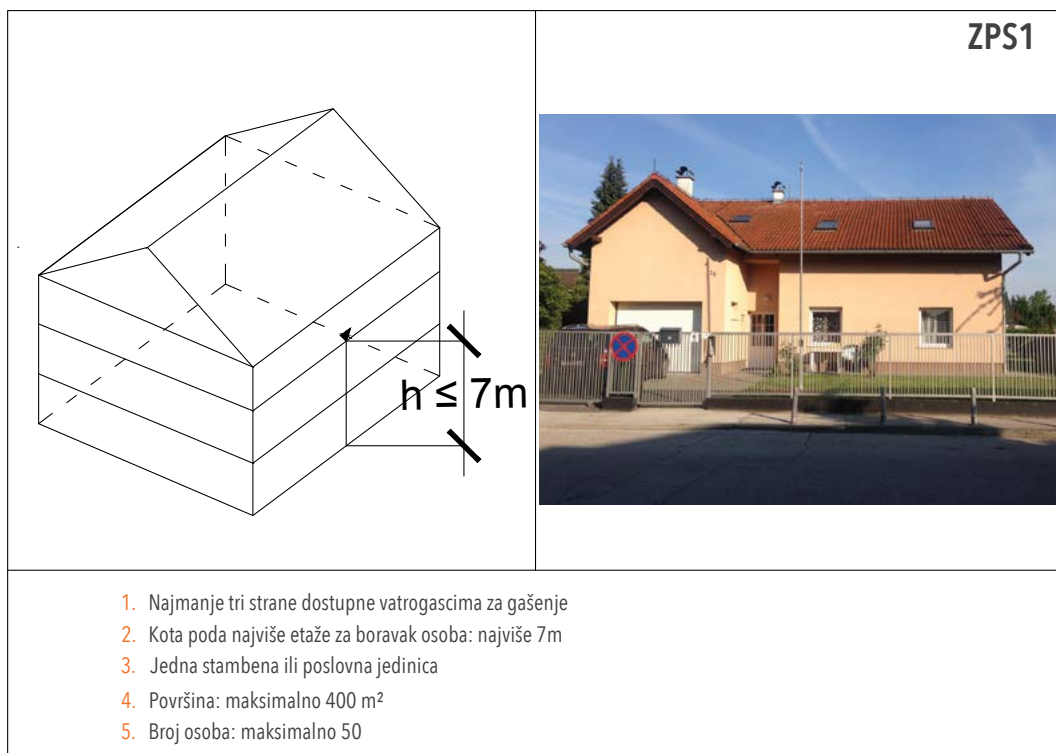 ZPS1
h ≤ 7m
1. Najmanje tri strane dostupne vatrogascima za gašenje
2. Kota poda najviše etaže za boravak osoba: najviše 7m
3. Jedna stambena ili poslovna jedinica
4. Površina: maksimalno 400 m²
5. Broj osoba: maksimalno 50